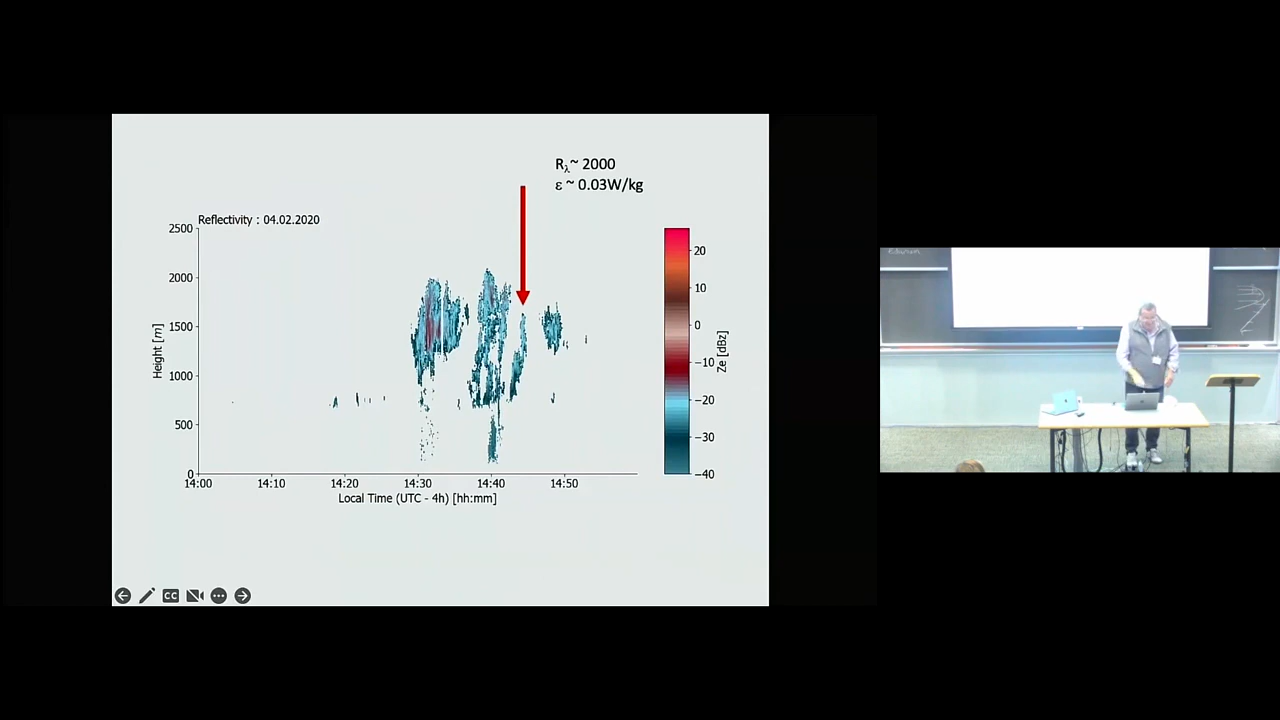 Rλ~ 2000
ε ~ 0.03W/kg
Reflectivity : 04.02.2020
2500
2000
1500
1000
500
0
Height [m]
14:00
14:10
14:20
14:30
14:40
14:50
Local Time (UTC - 4h) [hh:mm]
20
10
0
−10
−20
−30
−40
Ze [dBz]
CC